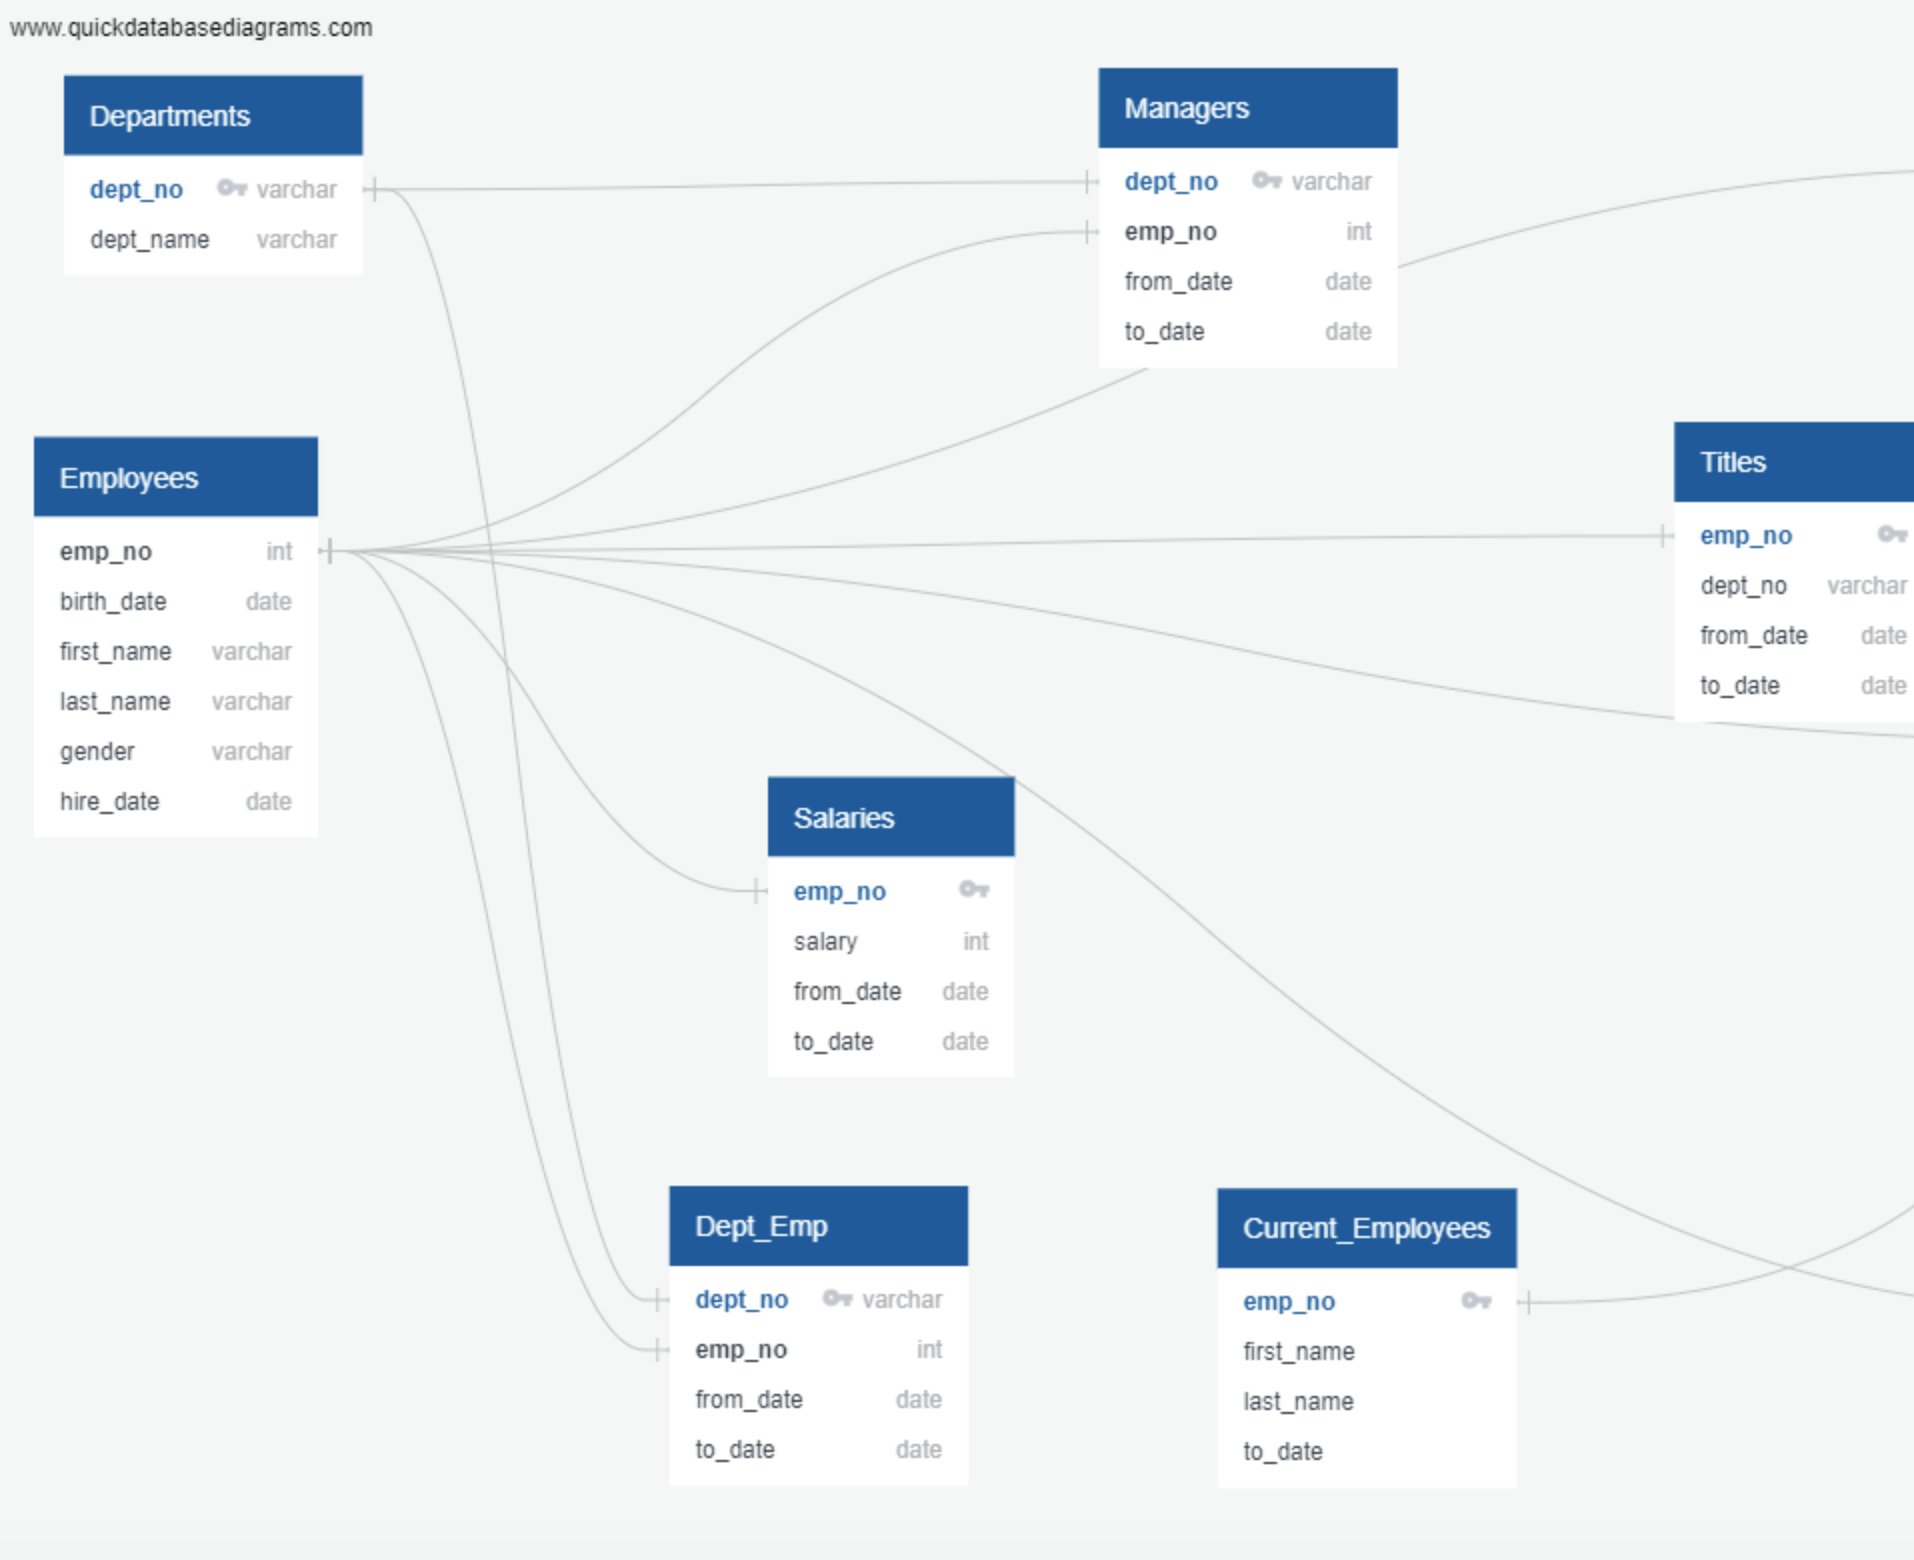 www.quickdatabasediagrams.com
Departments
dept_no varchar
dept_name varchar
Managers
dept_no varchar
emp_no int
from_date date
to_date date
Employees
emp_no int
birth_date date
first_name varchar
last_name varchar
gender varchar
hire_date date
Titles
emp_no
dept_no varchar
from_date date
to_date date
Salaries
emp_no
salary int
from_date date
to_date date
Dept_Emp
dept_no varchar
emp_no int
from_date date
to_date date
Current_Employees
emp_no
first_name
last_name
to_date